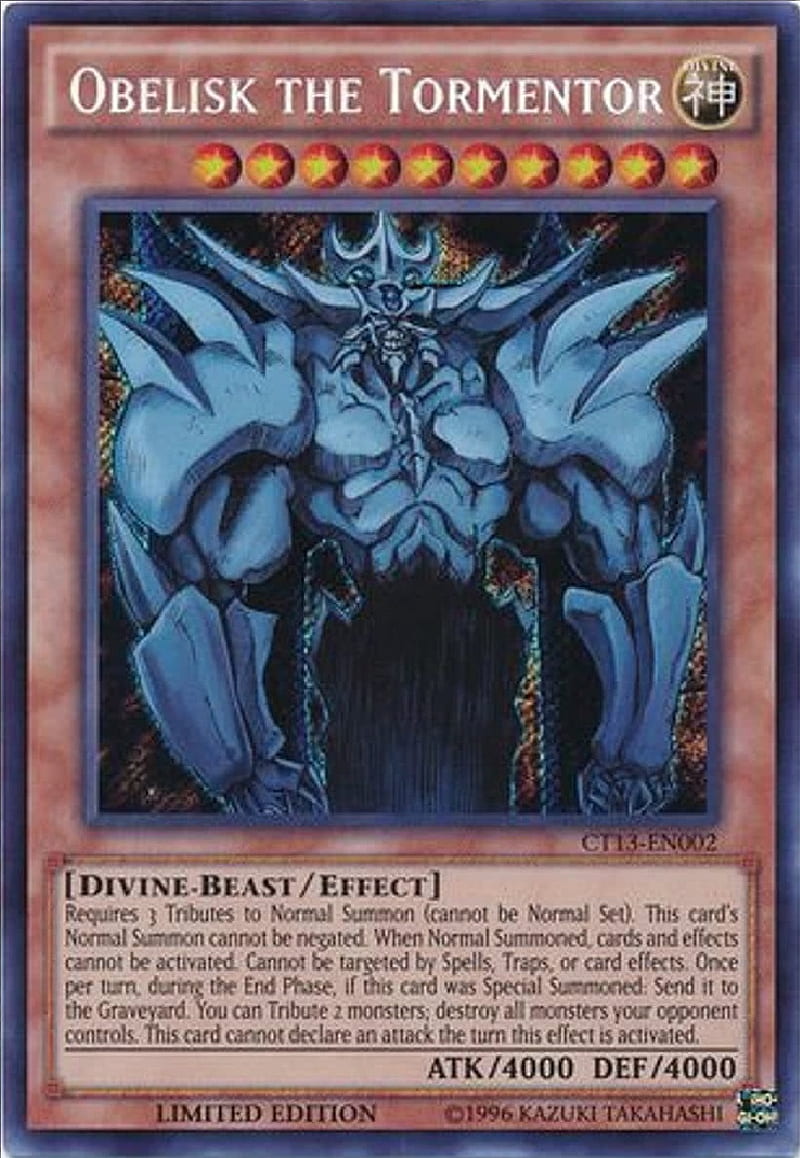 OBELISK THE TORMENTOR
DIVINE
神
CT13-EN002
[DIVINE-BEAST/EFFECT]
Requires 3 Tributes to Normal Summon (cannot be Normal Set). This card's
Normal Summon cannot be negated. When Normal Summoned, cards and effects
cannot be activated. Cannot be targeted by Spells, Traps, or card effects. Once
per turn, during the End Phase, if this card was Special Summoned: Send it to
the Graveyard. You can Tribute 2 monsters; destroy all monsters your opponent
controls. This card cannot declare an attack the turn this effect is activated.
ATK/4000 DEF/4000
LIMITED EDITION ©1996 KAZUKI TAKAHASHI